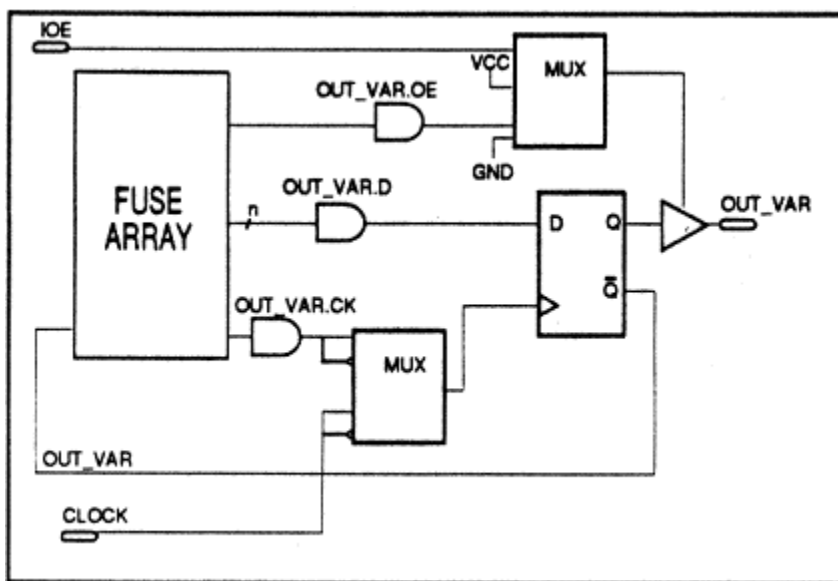 IOE
VCC
MUX
OUT_VAR.OE
GND
OUT_VAR.D
FUSE
ARRAY
n
D
Q
OUT_VAR
Q̅
OUT_VAR.CK
MUX
OUT_VAR
CLOCK